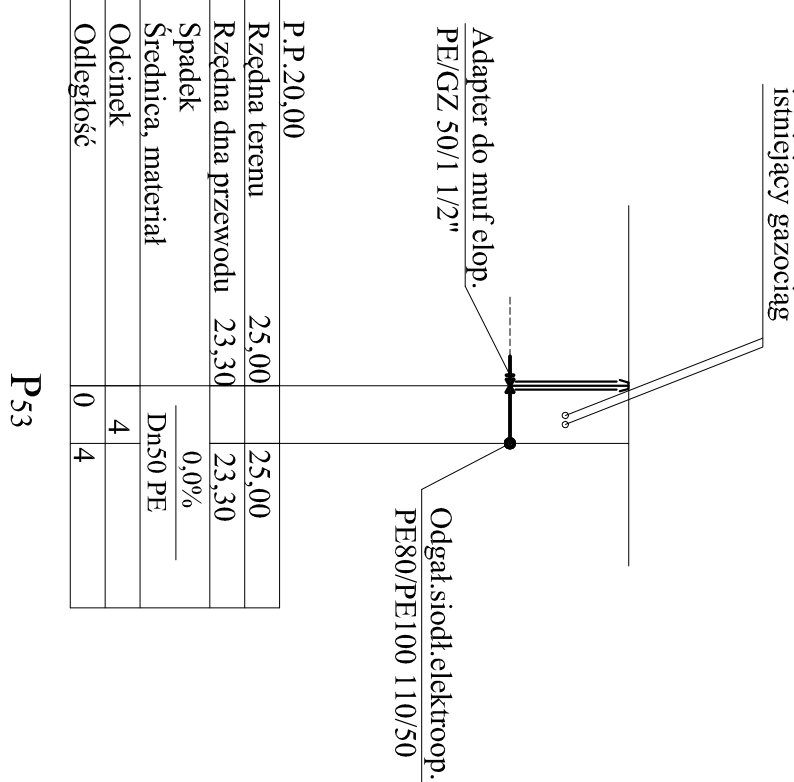 istniejący gazociąg
Adapter do muf elop.
PE/GZ 50/1 1/2"
Odgał.siodł.elektroop.
PE80/PE100 110/50
P.P.20,00
Rzędna terenu 25,00 25,00
Rzędna dna przewodu 23,30 23,30
Spadek 0,0%
Średnica, materiał Dn50 PE
Odcinek 4
Odległość 0 4
P53